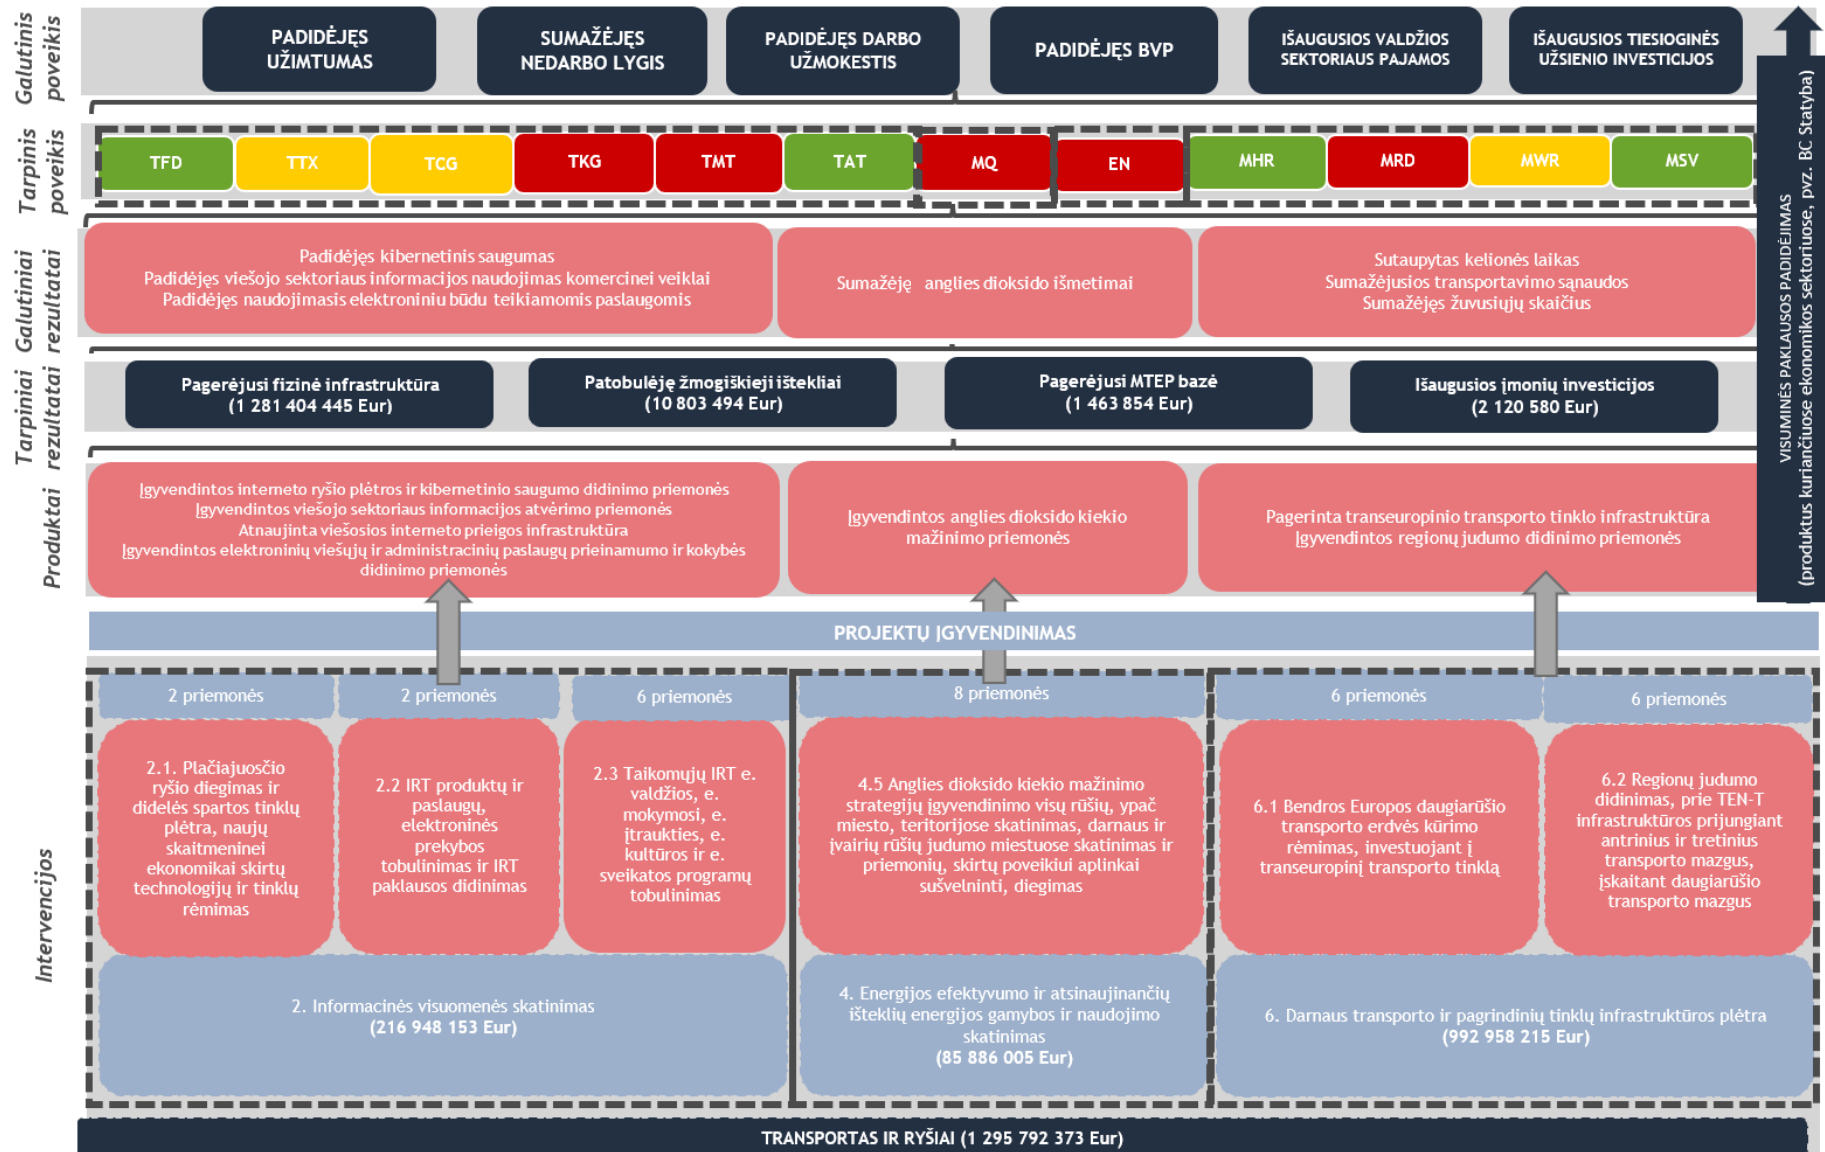 Galutinis
poveikis
PADIDĖJĘS
UŽIMTUMAS
SUMAŽĖJĘS
NEDARBO LYGIS
PADIDĖJĘS DARBO
UŽMOKESTIS
PADIDĖJĘS BVP
IŠAUGUSIOS VALDŽIOS
SEKTORIAUS PAJAMOS
IŠAUGUSIOS TIESIOGINĖS
UŽSIENIO INVESTICIJOS
VISUMINĖS PAKLAUSOS PADIDĖJIMAS
(produktus kuriančiuose ekonomikos sektoriuose, pvz. BC Statyba)
Tarpinis
poveikis
TFD
TTX
TCG
TKG
TMT
TAT
MQ
EN
MHR
MRD
MWR
MSV
Galutiniai
rezultatai
Padidėjęs kibernetinis saugumas
Padidėjęs viešojo sektoriaus informacijos naudojimas komercinei veiklai
Padidėjęs naudojimasis elektroniniu būdu teikiamomis paslaugomis
Sumažėję anglies dioksido išmetimai
Sutaupytas kelionės laikas
Sumažėjusios transportavimo sąnaudos
Sumažėjęs žuvusiųjų skaičius
Tarpiniai
rezultatai
Pagerėjusi fizinė infrastruktūra
(1 281 404 445 Eur)
Patobulėję žmogiškieji ištekliai
(10 803 494 Eur)
Pagerėjusi MTEP bazė
(1 463 854 Eur)
Išaugusios įmonių investicijos
(2 120 580 Eur)
Produktai
Įgyvendintos interneto ryšio plėtros ir kibernetinio saugumo didinimo priemonės
Įgyvendintos viešojo sektoriaus informacijos atvėrimo priemonės
Atnaujinta viešosios interneto prieigos infrastruktūra
Įgyvendintos elektroninių viešųjų ir administracinių paslaugų prieinamumo ir kokybės
didinimo priemonės
Įgyvendintos anglies dioksido kiekio
mažinimo priemonės
Pagerinta transeuropinio transporto tinklo infrastruktūra
Įgyvendintos regionų judumo didinimo priemonės
PROJEKTŲ ĮGYVENDINIMAS
Intervencijos
2 priemonės
2 priemonės
6 priemonės
8 priemonės
6 priemonės
6 priemonės
2.1. Plačiajuosčio
ryšio diegimas ir
didelės spartos tinklų
plėtra, naujų
skaitmeninei
ekonomikai skirtų
technologijų ir tinklų
rėmimas
2.2 IRT produktų ir
paslaugų,
elektroninės
prekybos
tobulinimas ir IRT
paklausos didinimas
2.3 Taikomųjų IRT e.
valdžios, e.
mokymosi, e.
įtraukties, e.
kultūros ir e.
sveikatos programų
tobulinimas
4.5 Anglies dioksido kiekio mažinimo
strategijų įgyvendinimo visų rūšių, ypač
miesto, teritorijose skatinimas, darnaus ir
įvairių rūšių judumo miestuose skatinimas ir
priemonių, skirtų poveikiui aplinkai
sušvelninti, diegimas
6.1 Bendros Europos daugiarūšio
transporto erdvės kūrimo
rėmimas, investuojant į
transeuropinį transporto tinklą
6.2 Regionų judumo
didinimas, prie TEN-T
infrastruktūros prijungiant
antrinius ir tretinius
transporto mazgus,
įskaitant daugiarūšio
transporto mazgus
2. Informacinės visuomenės skatinimas
(216 948 153 Eur)
4. Energijos efektyvumo ir atsinaujinančių
išteklių energijos gamybos ir naudojimo
skatinimas
(85 886 005 Eur)
6. Darnaus transporto ir pagrindinių tinklų infrastruktūros plėtra
(992 958 215 Eur)
TRANSPORTAS IR RYŠIAI (1 295 792 373 Eur)